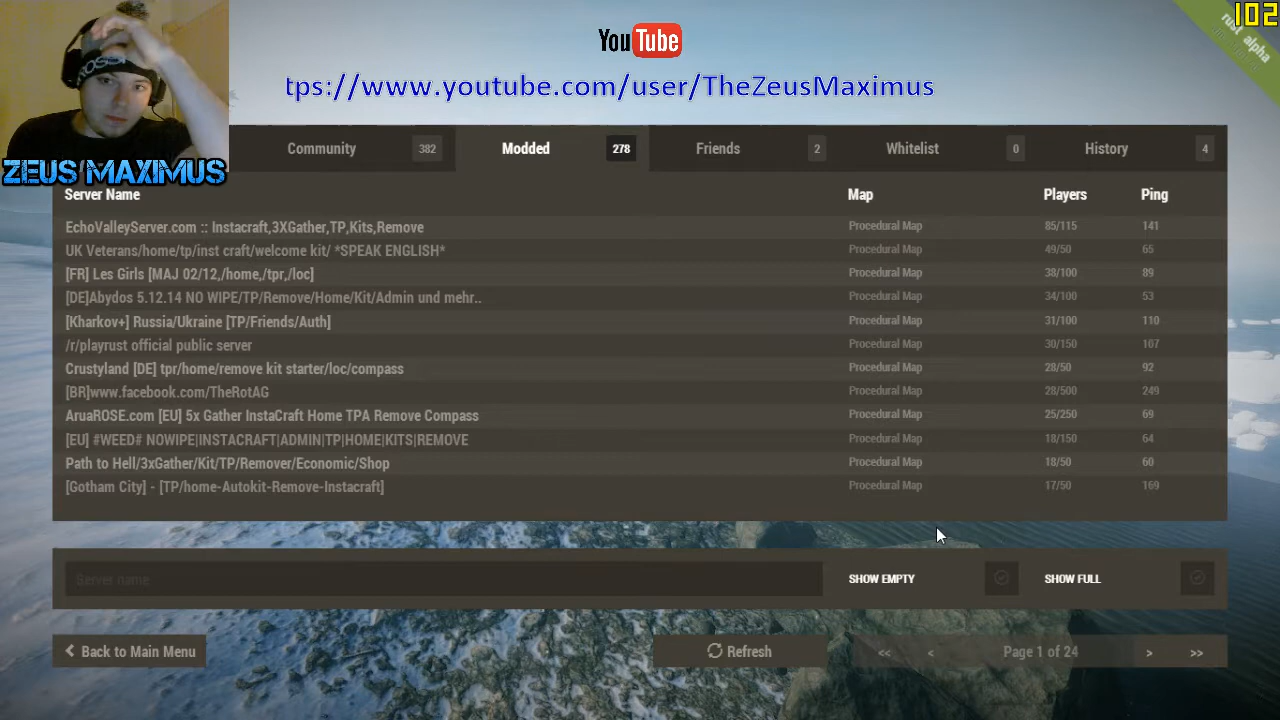 102
rust alpha
YouTube
tps://www.youtube.com/user/TheZeusMaximus
ROSSI
ZEUS MAXIMUS
Community 382 Modded 278 Friends 2 Whitelist 0 History 4
Server Name Map Players Ping
EchoValleyServer.com :: Instacraft,3XGather,TP,Kits,Remove Procedural Map 85/115 141
UK Veterans/home/tp/inst craft/welcome kit/ *SPEAK ENGLISH* Procedural Map 49/50 65
[FR] Les Girls [MAJ 02/12,/home,/tpr,/loc] Procedural Map 38/100 89
[DE]Abydos 5.12.14 NO WIPE/TP/Remove/Home/Kit/Admin und mehr.. Procedural Map 34/100 53
[Kharkov+] Russia/Ukraine [TP/Friends/Auth] Procedural Map 31/100 110
/r/playrust official public server Procedural Map 30/150 107
Crustyland [DE] tpr/home/remove kit starter/loc/compass Procedural Map 28/50 92
[BR]www.facebook.com/TheRotAG Procedural Map 28/500 249
AruaROSE.com [EU] 5x Gather InstaCraft Home TPA Remove Compass Procedural Map 25/250 69
[EU] #WEED# NOWIPE|INSTACRAFT|ADMIN|TP|HOME|KITS|REMOVE Procedural Map 18/150 64
Path to Hell/3xGather/Kit/TP/Remover/Economic/Shop Procedural Map 18/50 60
[Gotham City] - [TP/home-Autokit-Remove-Instacraft] Procedural Map 17/50 169
Server name SHOW EMPTY SHOW FULL
Back to Main Menu Refresh << < Page 1 of 24 > >>